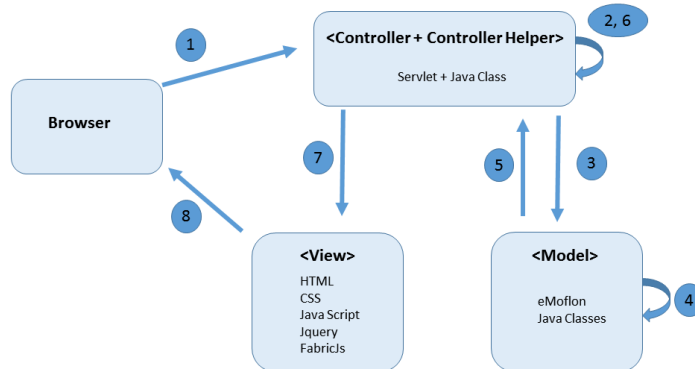 2, 6
1
<Controller + Controller Helper>
Servlet + Java Class
Browser
7
5
3
8
<View>
HTML
CSS
Java Script
Jquery
FabricJs
<Model>
eMoflon
Java Classes
4